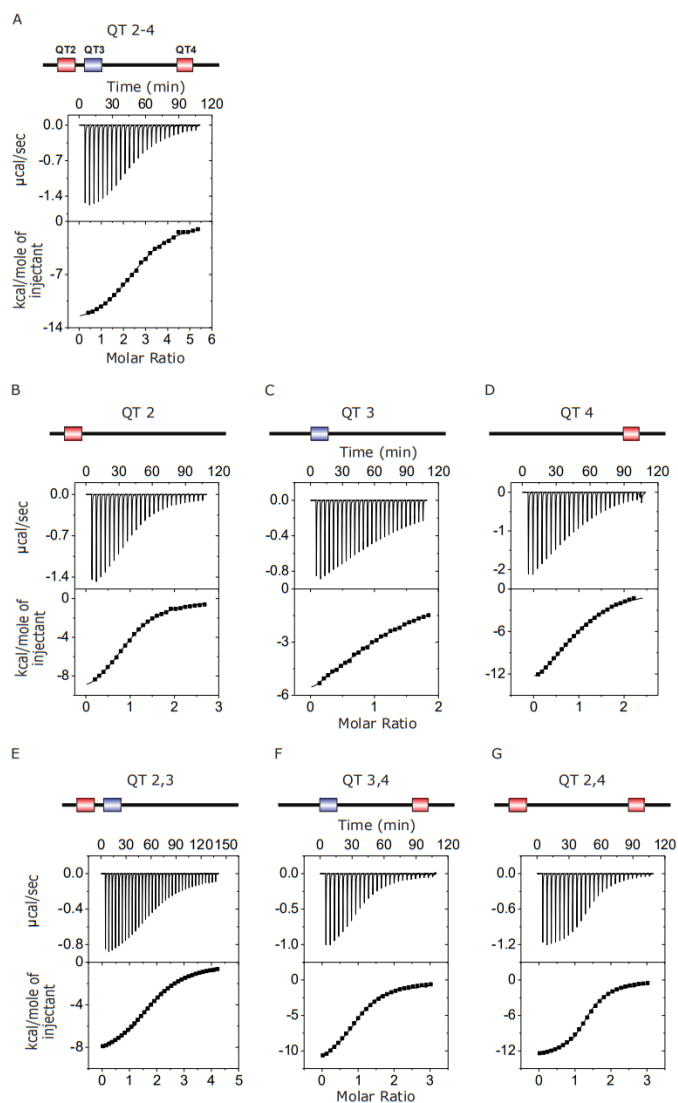 A
QT 2-4
QT2 QT3 QT4
Time (min)
0 30 60 90 120
0.0
-0.7
-1.4
µcal/sec
0
-7
-14
kcal/mole of
injectant
0 1 2 3 4 5 6
Molar Ratio
B C D
QT 2 QT 3 QT 4
Time (min)
0 30 60 90 120 0 30 60 90 120 0 30 60 90 120
0.0 0.0 0
-0.7 -0.4 -1
-1.4 -0.8 -2
µcal/sec
0 0 0
-4 -3 -6
-8 -6 -12
kcal/mole of
injectant
0 1 2 3 0 1 2 0 1 2
Molar Ratio
E F G
QT 2,3 QT 3,4 QT 2,4
Time (min)
0 30 60 90 120 150 0 30 60 90 120 0 30 60 90 120
0.0 0.0 0.0
-0.4 -0.5 -0.6
-0.8 -1.0 -1.2
µcal/sec
0 0 0
-4 -5 -6
-8 -10 -12
kcal/mole of
injectant
0 1 2 3 4 5 0 1 2 3 0 1 2 3
Molar Ratio